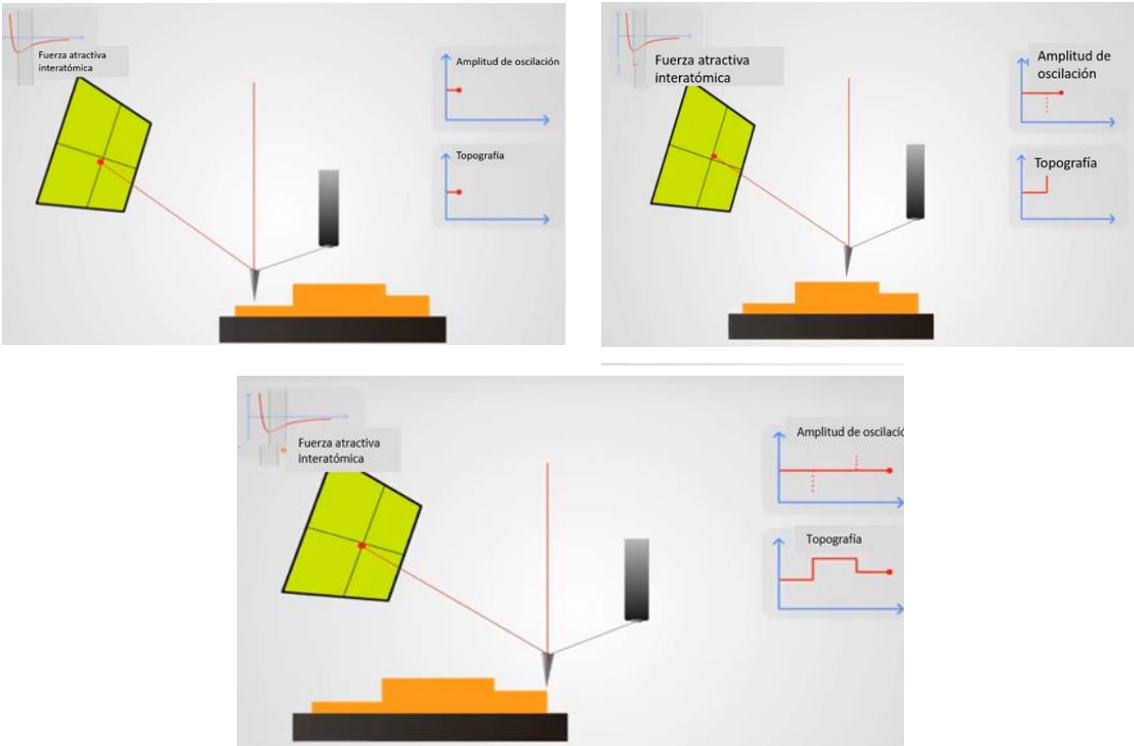 Fuerza atractiva
interatómica
Amplitud de oscilación
Topografía
Fuerza atractiva
interatómica
Amplitud de
oscilación
Topografía
Fuerza atractiva
interatómica
Amplitud de oscilació
Topografía